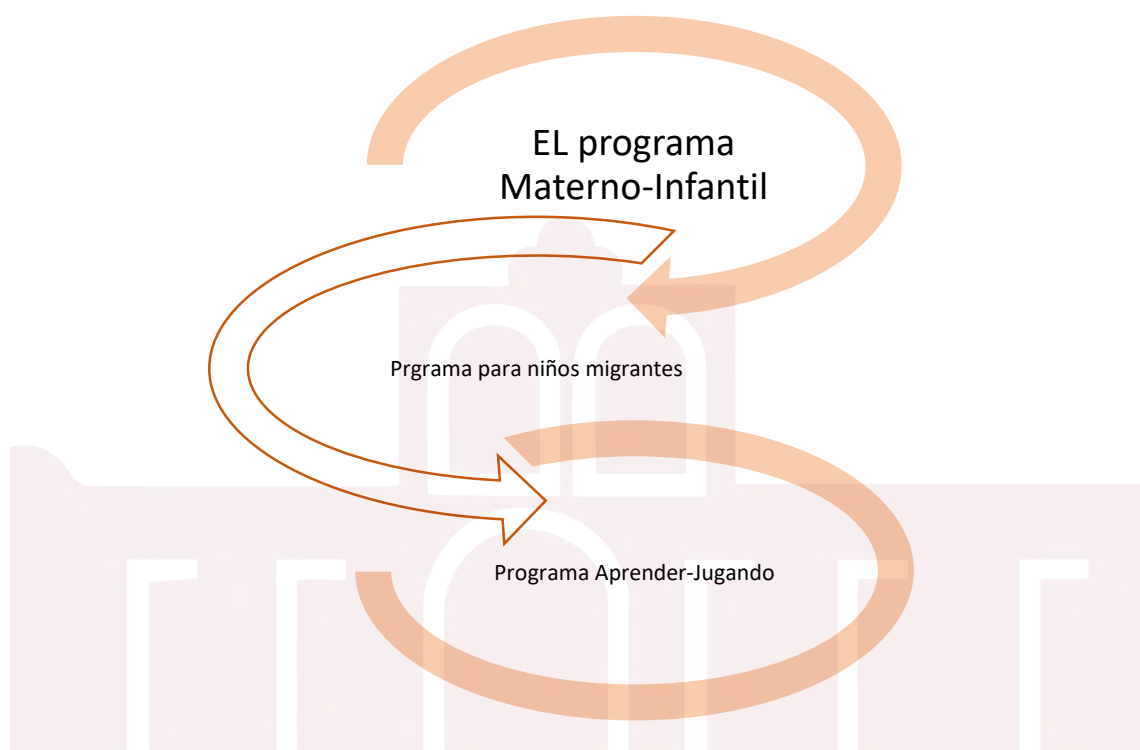 EL programa
Materno-Infantil
Prgrama para niños migrantes
Programa Aprender-Jugando